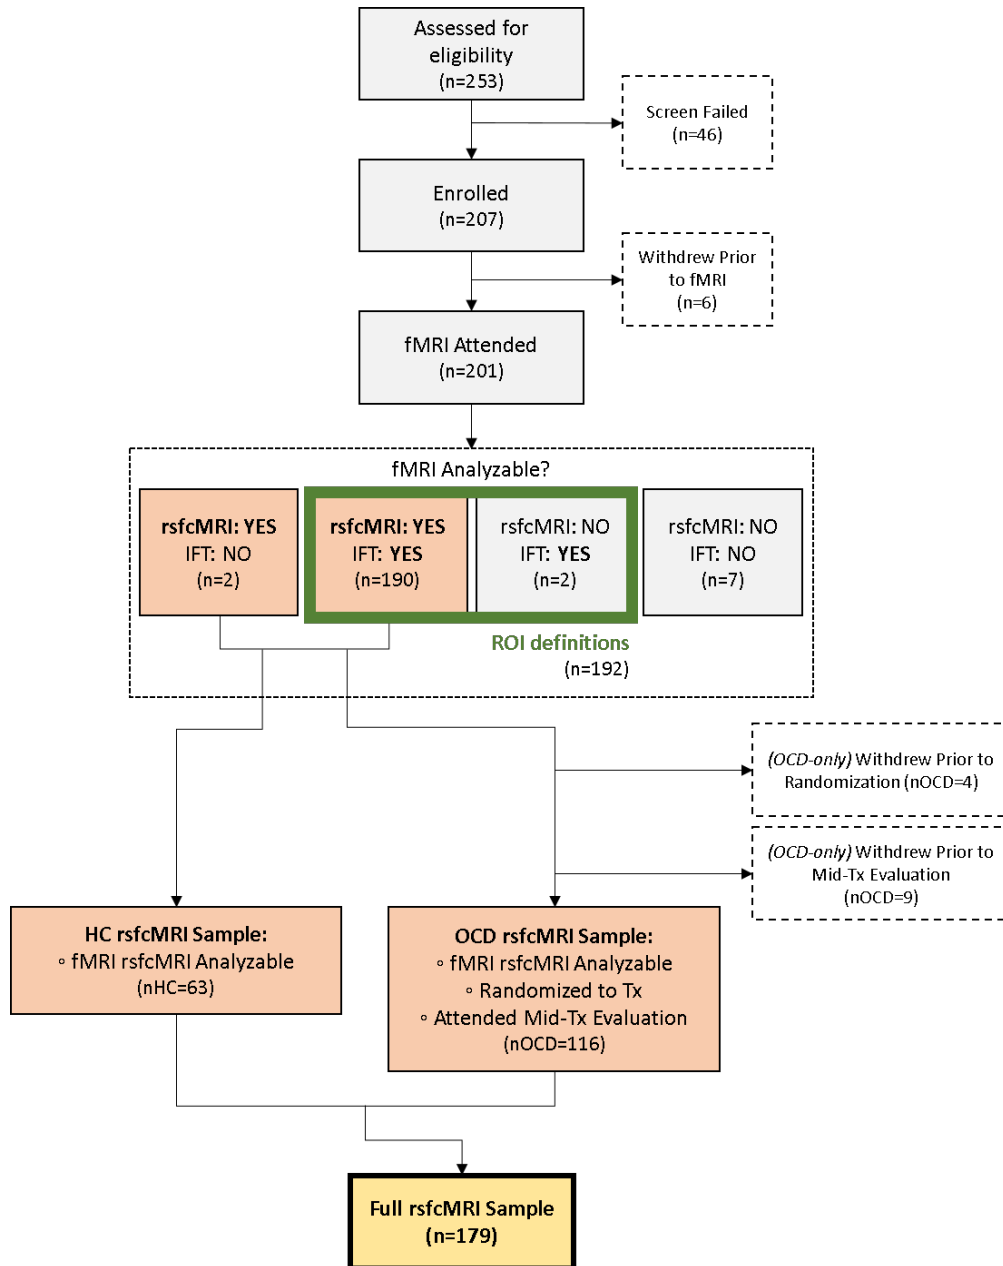 Assessed for
eligibility
(n=253)
Screen Failed
(n=46)
Enrolled
(n=207)
Withdrew Prior
to fMRI
(n=6)
fMRI Attended
(n=201)
fMRI Analyzable?
rsfcMRI: YES
IFT: NO
(n=2)
rsfcMRI: YES
IFT: YES
(n=190)
rsfcMRI: NO
IFT: YES
(n=2)
rsfcMRI: NO
IFT: NO
(n=7)
ROI definitions
(n=192)
(OCD-only) Withdrew Prior to
Randomization (nOCD=4)
(OCD-only) Withdrew Prior to
Mid-Tx Evaluation
(nOCD=9)
HC rsfcMRI Sample:
◦ fMRI rsfcMRI Analyzable
(nHC=63)
OCD rsfcMRI Sample:
◦ fMRI rsfcMRI Analyzable
◦ Randomized to Tx
◦ Attended Mid-Tx Evaluation
(nOCD=116)
Full rsfcMRI Sample
(n=179)